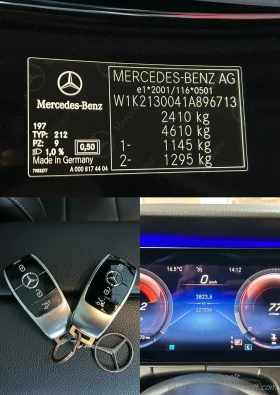 MERCEDES-BENZ AG
e1*2001/116*0501
W1K2130041A896713
2410 kg
4610 kg
1- 1145 kg
2- 1295 kg
Mercedes-Benz
197
TYP: 212
PZ: 9
1,0 % 0,50
Made in Germany
A 000 817 44 04
16.5°C
14:12
0 km/h
3823.6
227204